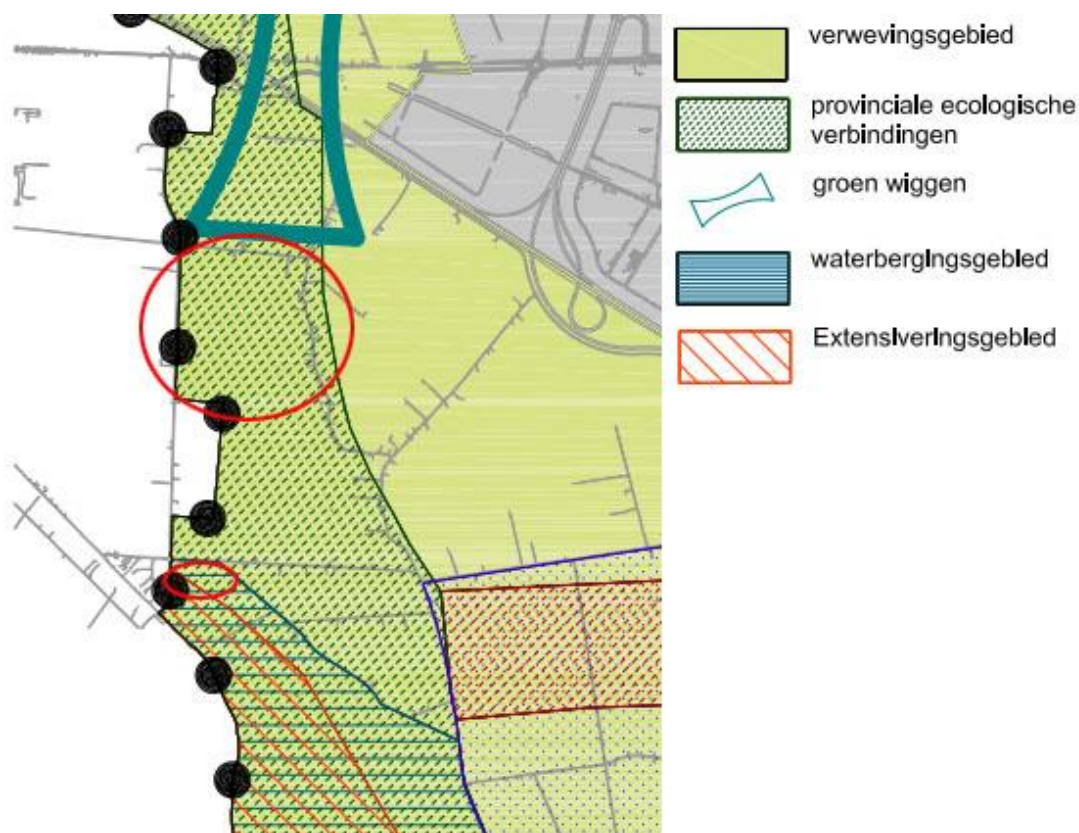 verwevingsgebied
provinciale ecologische
verbindingen
groen wiggen
waterbergingsgebied
Extensiveringsgebied